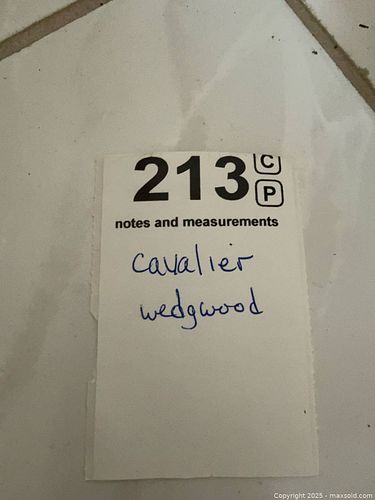 213 C
P
notes and measurements
cavalier
wedgwood
Copyright 2025 - maxsold.com